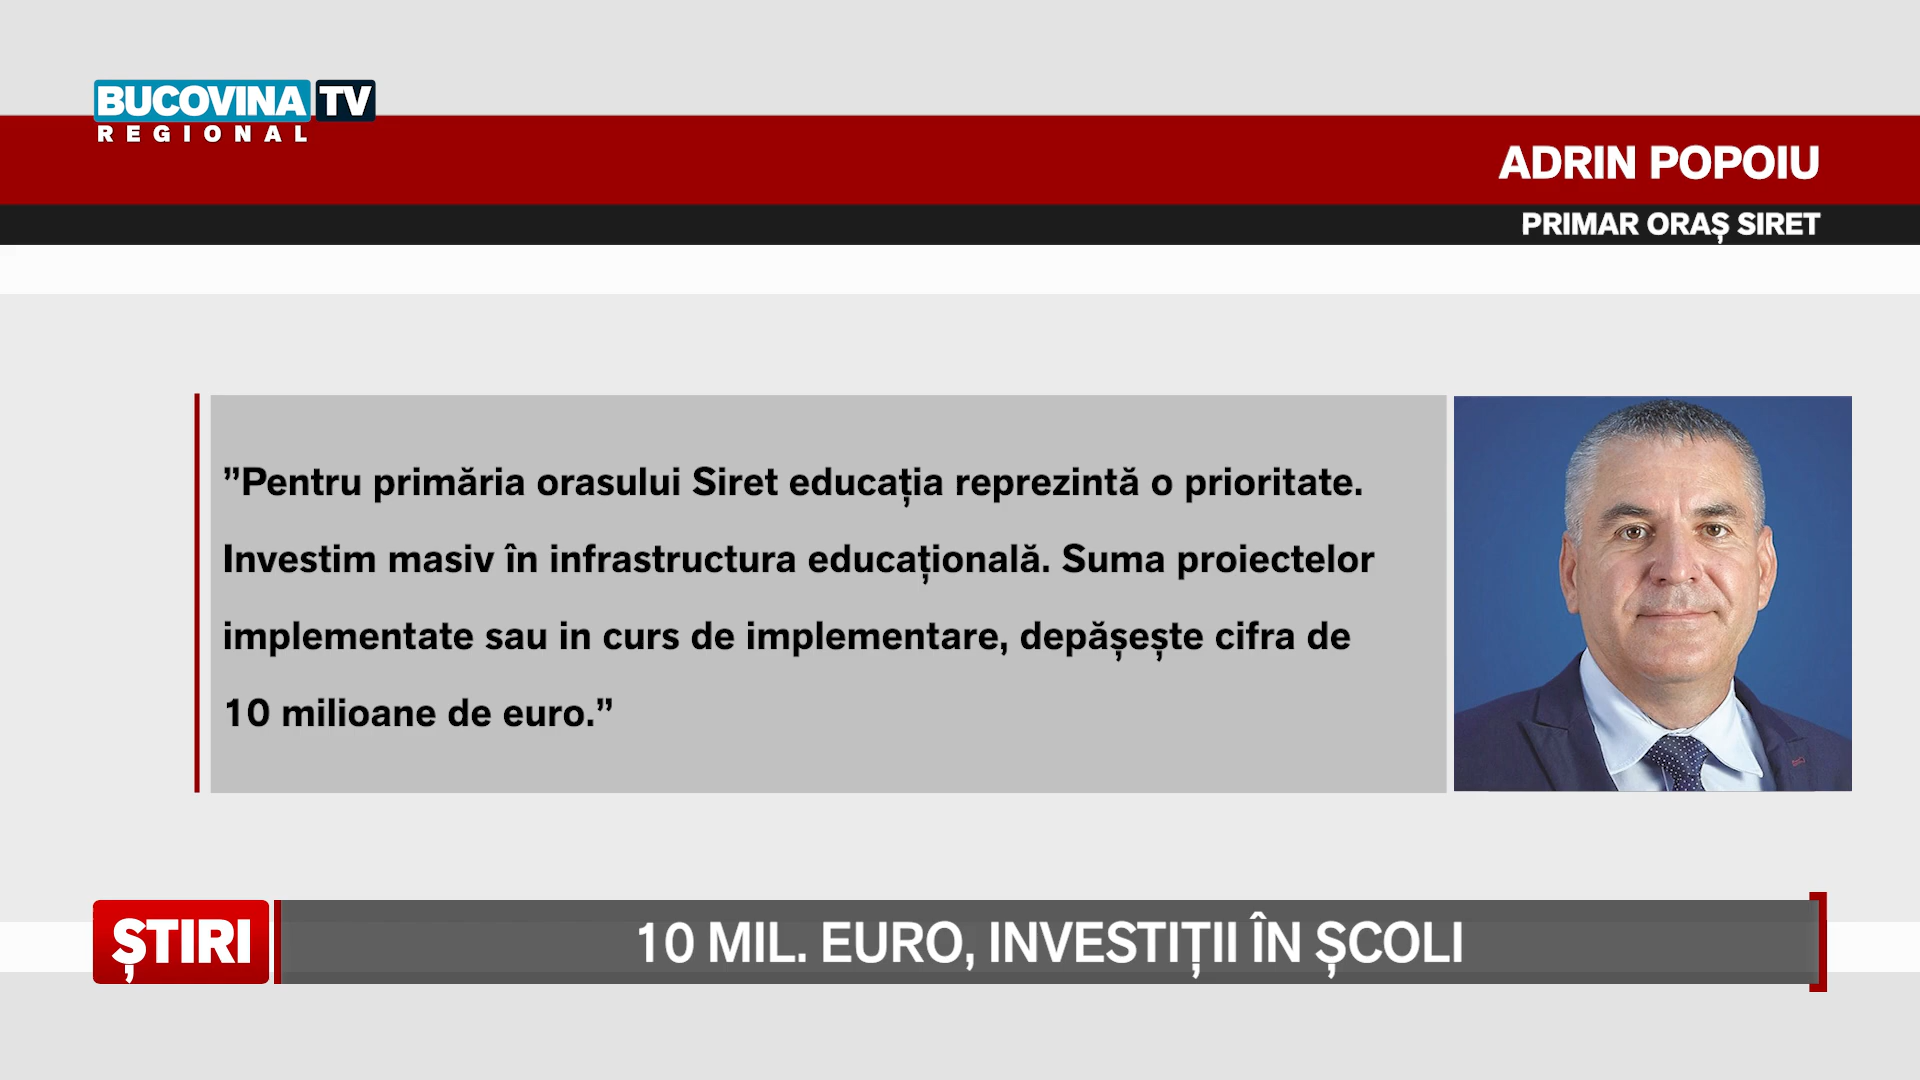 BUCOVINA TV
REGIONAL
ADRIN POPOIU
PRIMAR ORAȘ SIRET
”Pentru primăria orasului Siret educația reprezintă o prioritate.
Investim masiv în infrastructura educațională. Suma proiectelor
implementate sau in curs de implementare, depășește cifra de
10 milioane de euro.”
ȘTIRI
10 MIL. EURO, INVESTIȚII ÎN ȘCOLI